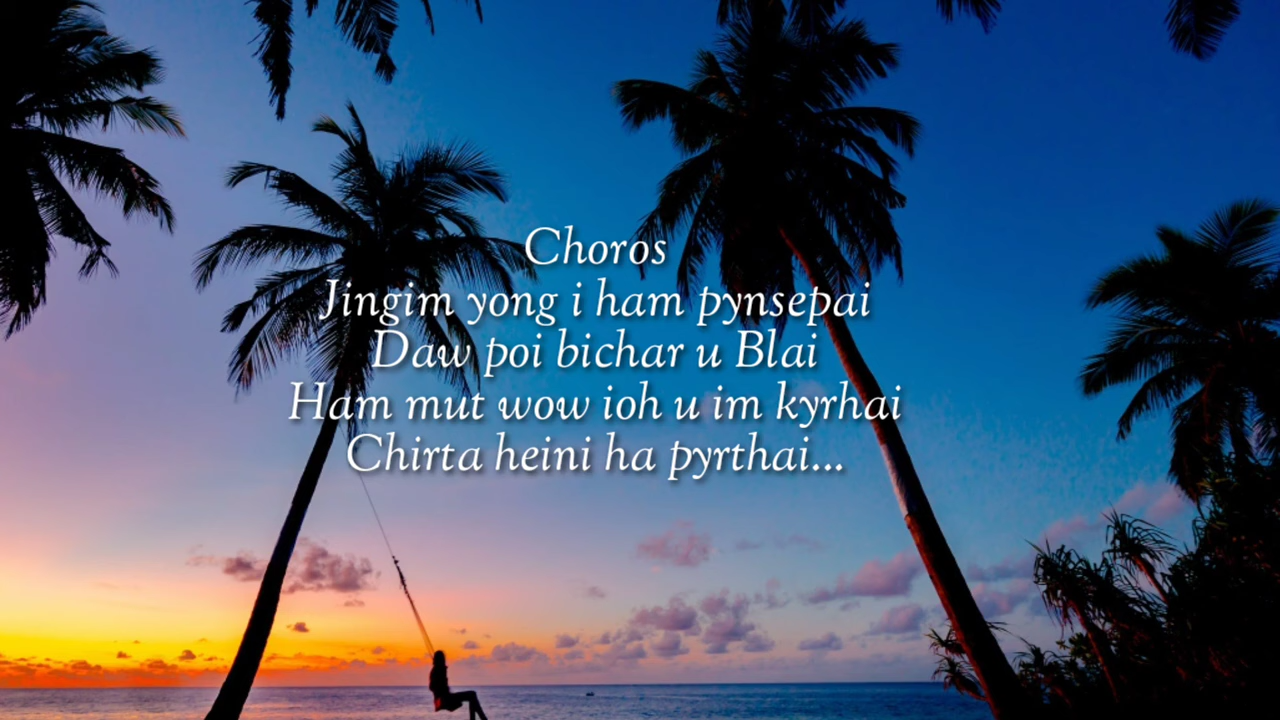 Choros
Jingim yong i ham pynsepai
Daw poi bichar u Blai
Ham mut wow ioh u im kyrhai
Chirta heini ha pyrthai...